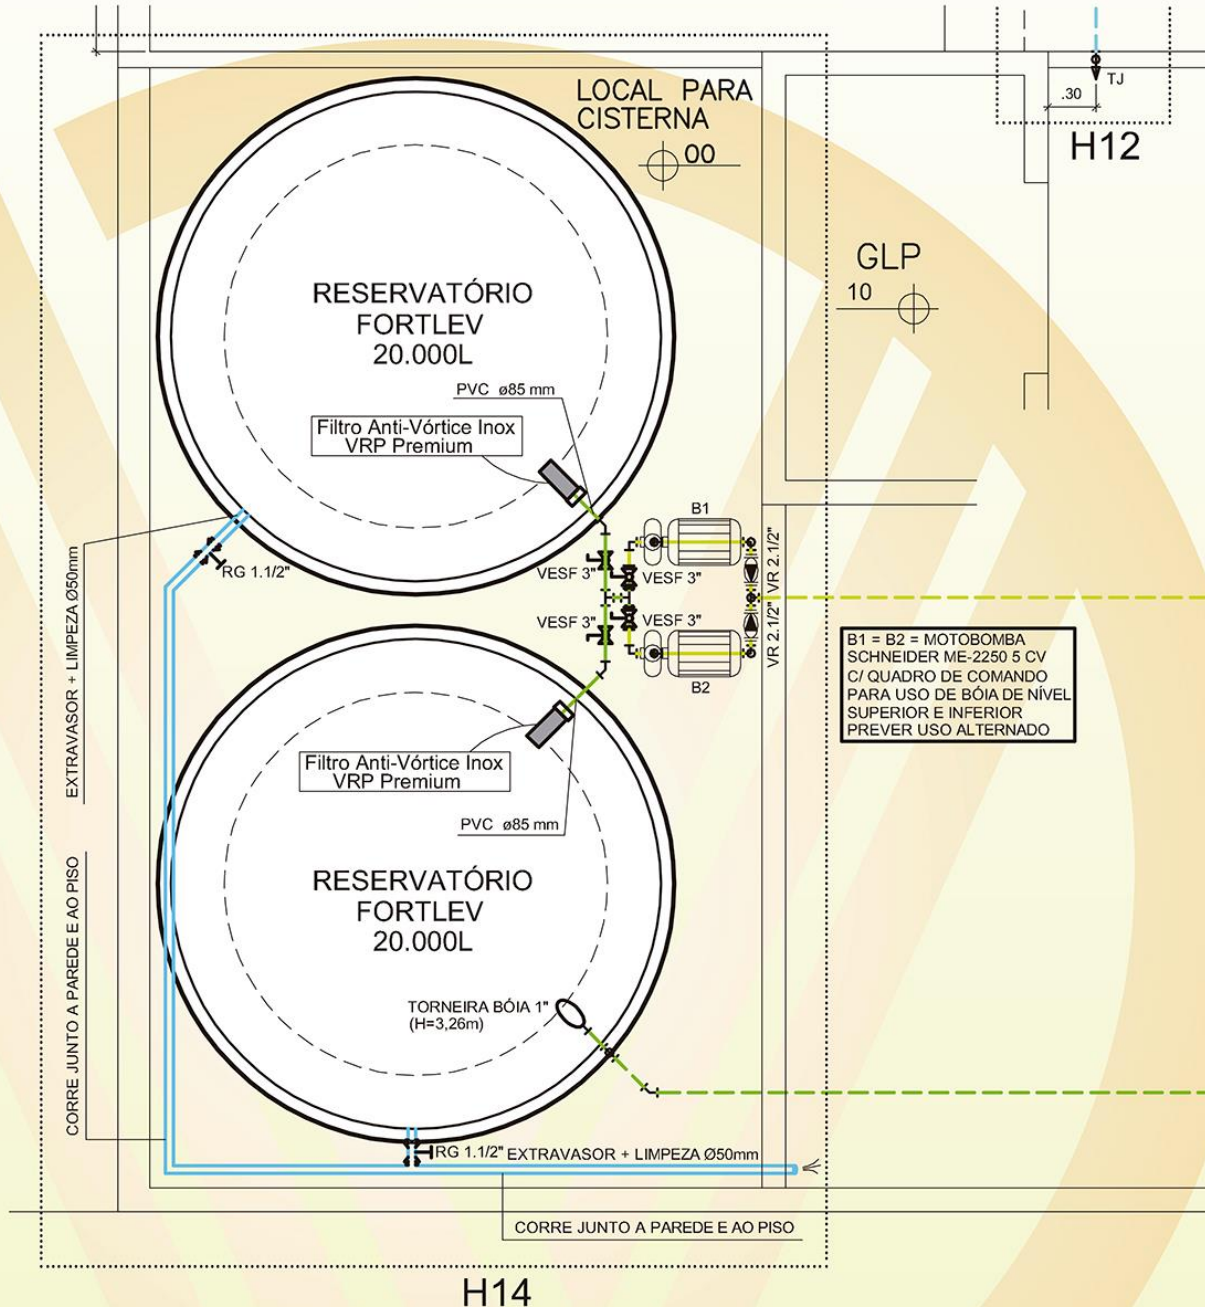 LOCAL PARA
CISTERNA
00
.30
TJ
H12
GLP
10
RESERVATÓRIO
FORTLEV
20.000L
PVC ø85 mm
Filtro Anti-Vórtice Inox
VRP Premium
B1
VR 2.1/2"
VESF 3"
VESF 3"
RG 1.1/2"
EXTRAVASOR + LIMPEZA Ø50mm
VESF 3"
VESF 3"
VR 2.1/2"
B2
B1 = B2 = MOTOBOMBA
SCHNEIDER ME-2250 5 CV
C/ QUADRO DE COMANDO
PARA USO DE BÓIA DE NÍVEL
SUPERIOR E INFERIOR
PREVER USO ALTERNADO
Filtro Anti-Vórtice Inox
VRP Premium
PVC ø85 mm
RESERVATÓRIO
FORTLEV
20.000L
CORRE JUNTO A PAREDE E AO PISO
TORNEIRA BÓIA 1"
(H=3,26m)
RG 1.1/2" EXTRAVASOR + LIMPEZA Ø50mm
CORRE JUNTO A PAREDE E AO PISO
H14